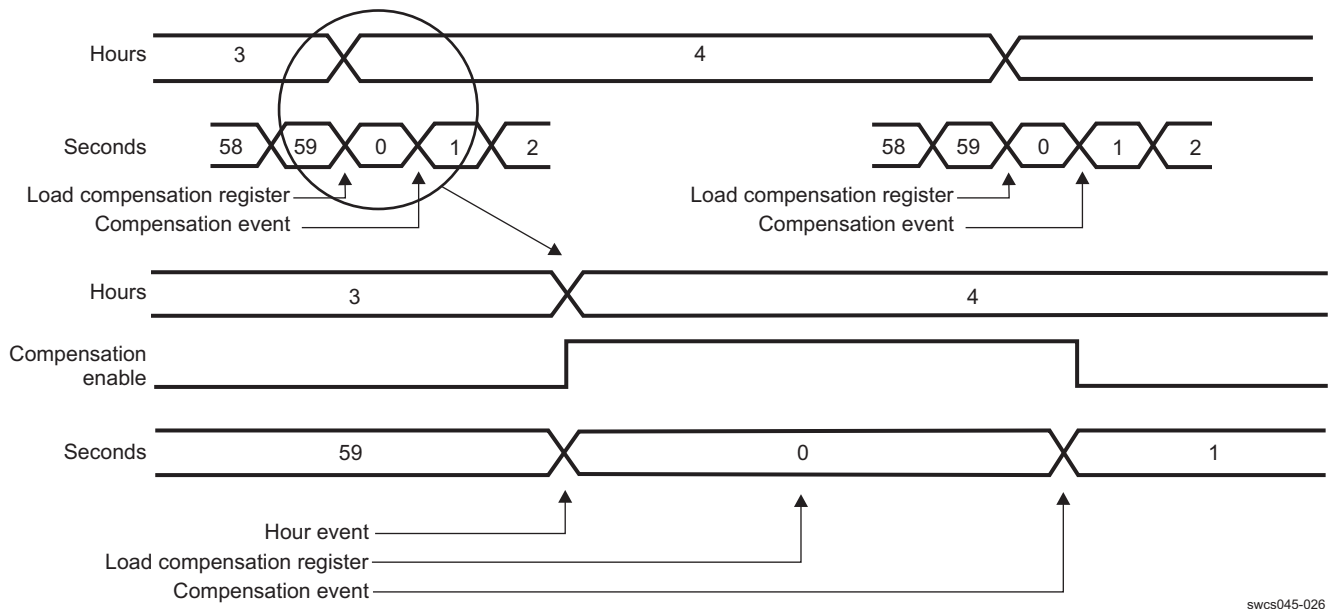 Hours 3 4
Seconds 58 59 0 1 2 58 59 0 1 2
Load compensation register Load compensation register
Compensation event Compensation event
Hours 3 4
Compensation
enable
Seconds 59 0 1
Hour event
Load compensation register
Compensation event
swcs045-026